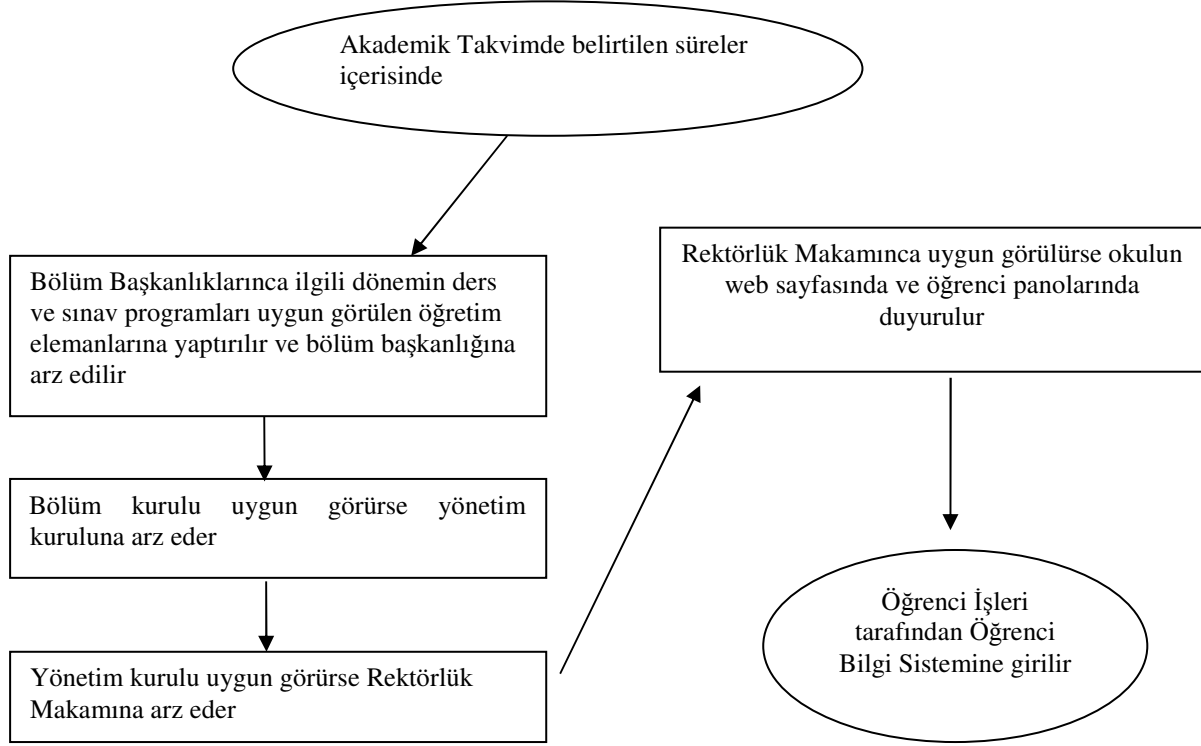 Akademik Takvimde belirtilen süreler
içerisinde
Bölüm Başkanlıklarınca ilgili dönemin ders
ve sınav programları uygun görülen öğretim
elemanlarına yaptırılır ve bölüm başkanlığına
arz edilir
Bölüm kurulu uygun görürse yönetim
kuruluna arz eder
Yönetim kurulu uygun görürse Rektörlük
Makamına arz eder
Rektörlük Makamınca uygun görülürse okulun
web sayfasında ve öğrenci panolarında
duyurulur
Öğrenci İşleri
tarafından Öğrenci
Bilgi Sistemine girilir